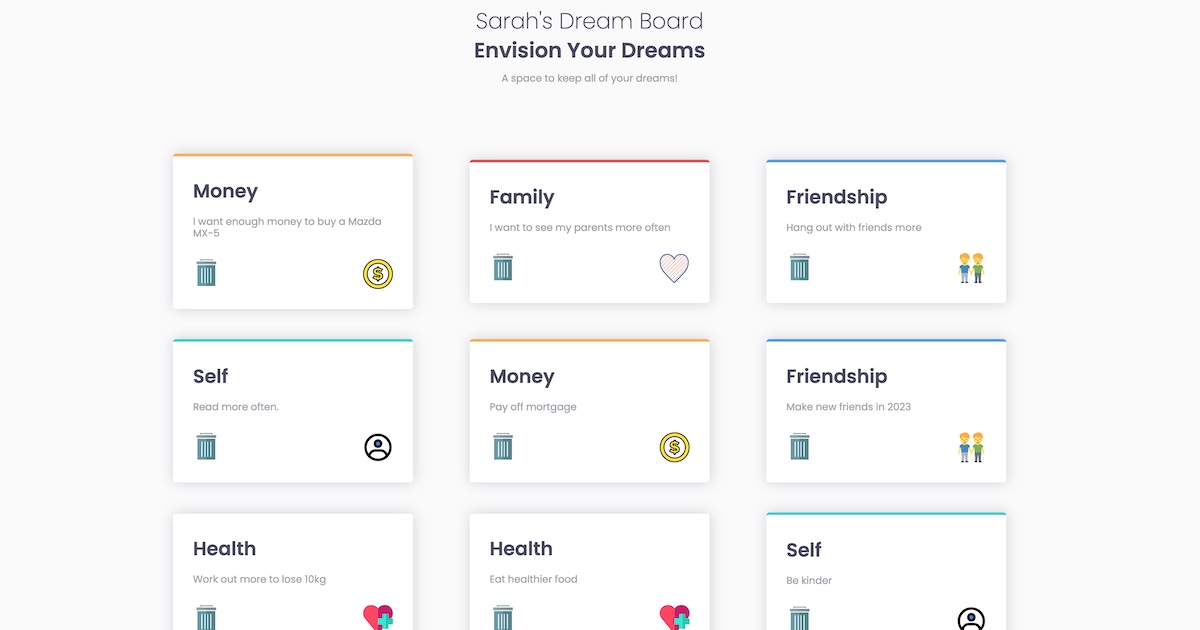 Sarah's Dream Board
Envision Your Dreams
A space to keep all of your dreams!
Money
I want enough money to buy a Mazda
MX-5
$
Family
I want to see my parents more often
Friendship
Hang out with friends more
Self
Read more often.
Money
Pay off mortgage
$
Friendship
Make new friends in 2023
Health
Work out more to lose 10kg
Health
Eat healthier food
Self
Be kinder